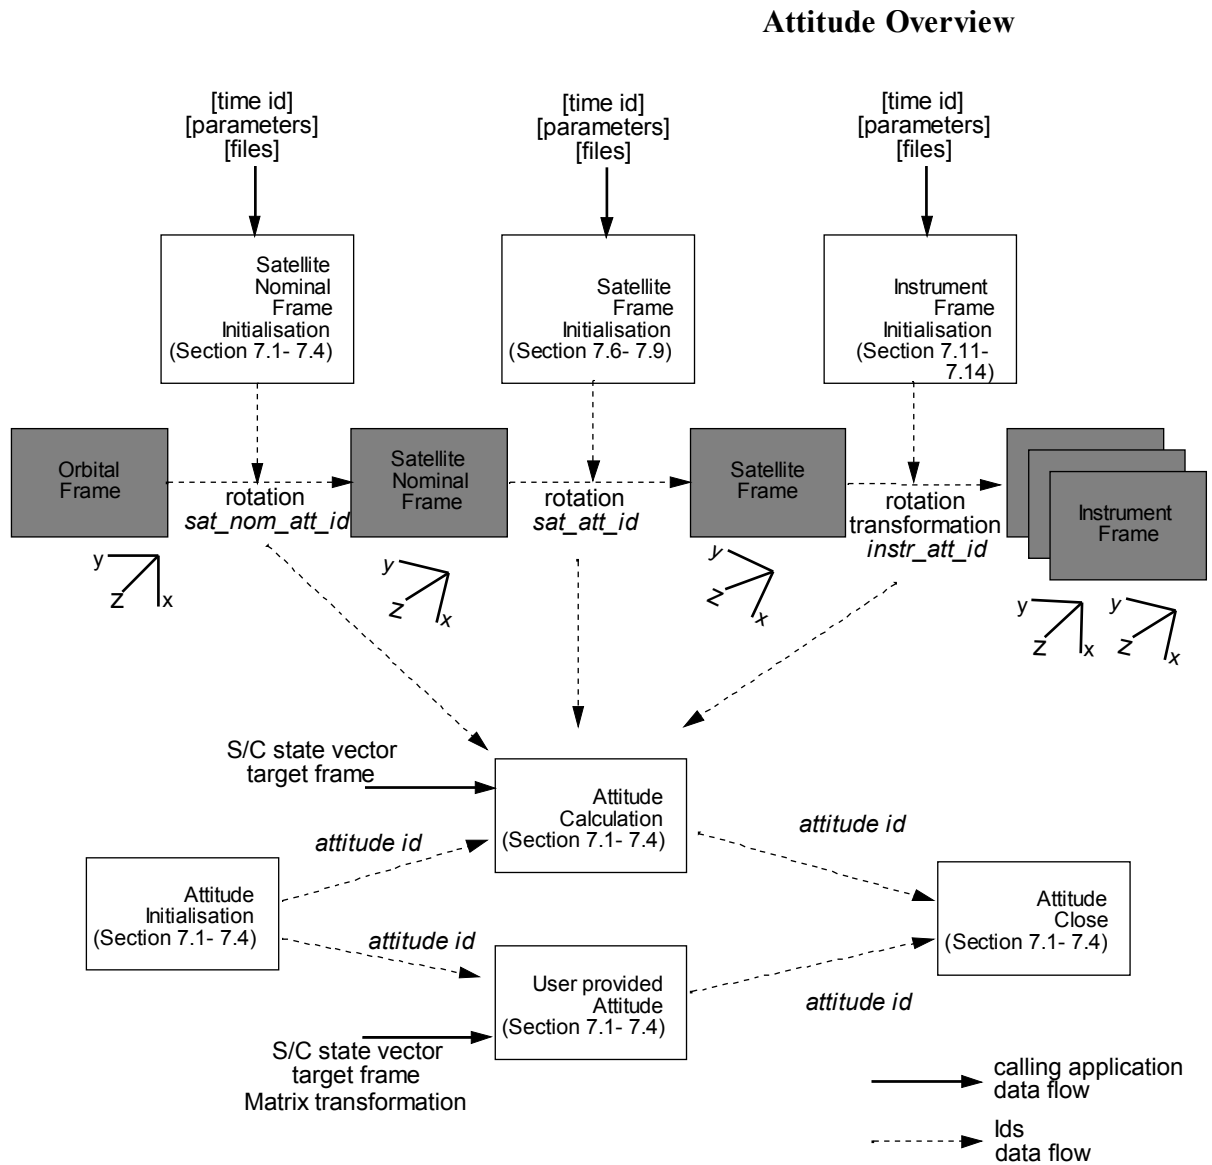 Attitude Overview
[time id]
[parameters]
[files]
[time id]
[parameters]
[files]
[time id]
[parameters]
[files]
Satellite
Nominal
Frame
Initialisation
(Section 7.1- 7.4)
Satellite
Frame
Initialisation
(Section 7.6- 7.9)
Instrument
Frame
Initialisation
(Section 7.11-
7.14)
Orbital
Frame
rotation
sat_nom_att_id
Satellite
Nominal
Frame
rotation
sat_att_id
Satellite
Frame
rotation
transformation
instr_att_id
Instrument
Frame
y
z
x
y
z
x
y
z
x
y
z
x
y
z
x
S/C state vector
target frame
Attitude
Calculation
(Section 7.1- 7.4)
attitude id
attitude id
Attitude
Initialisation
(Section 7.1- 7.4)
Attitude
Close
(Section 7.1- 7.4)
attitude id
User provided
Attitude
(Section 7.1- 7.4)
attitude id
S/C state vector
target frame
Matrix transformation
calling application
data flow
Ids
data flow